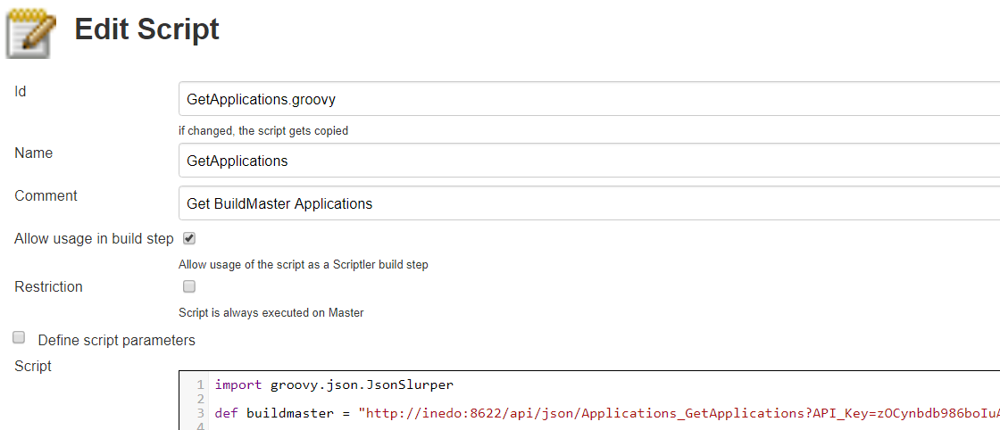 Edit Script
Id
GetApplications.groovy
if changed, the script gets copied
Name
GetApplications
Comment
Get BuildMaster Applications
Allow usage in build step
Allow usage of the script as a Scriptler build step
Restriction
Script is always executed on Master
Define script parameters
Script
1 import groovy.json.JsonSlurper
2
3 def buildmaster = "http://inedo:8622/api/json/Applications_GetApplications?API_Key=zOCynbdb986boIuA
4